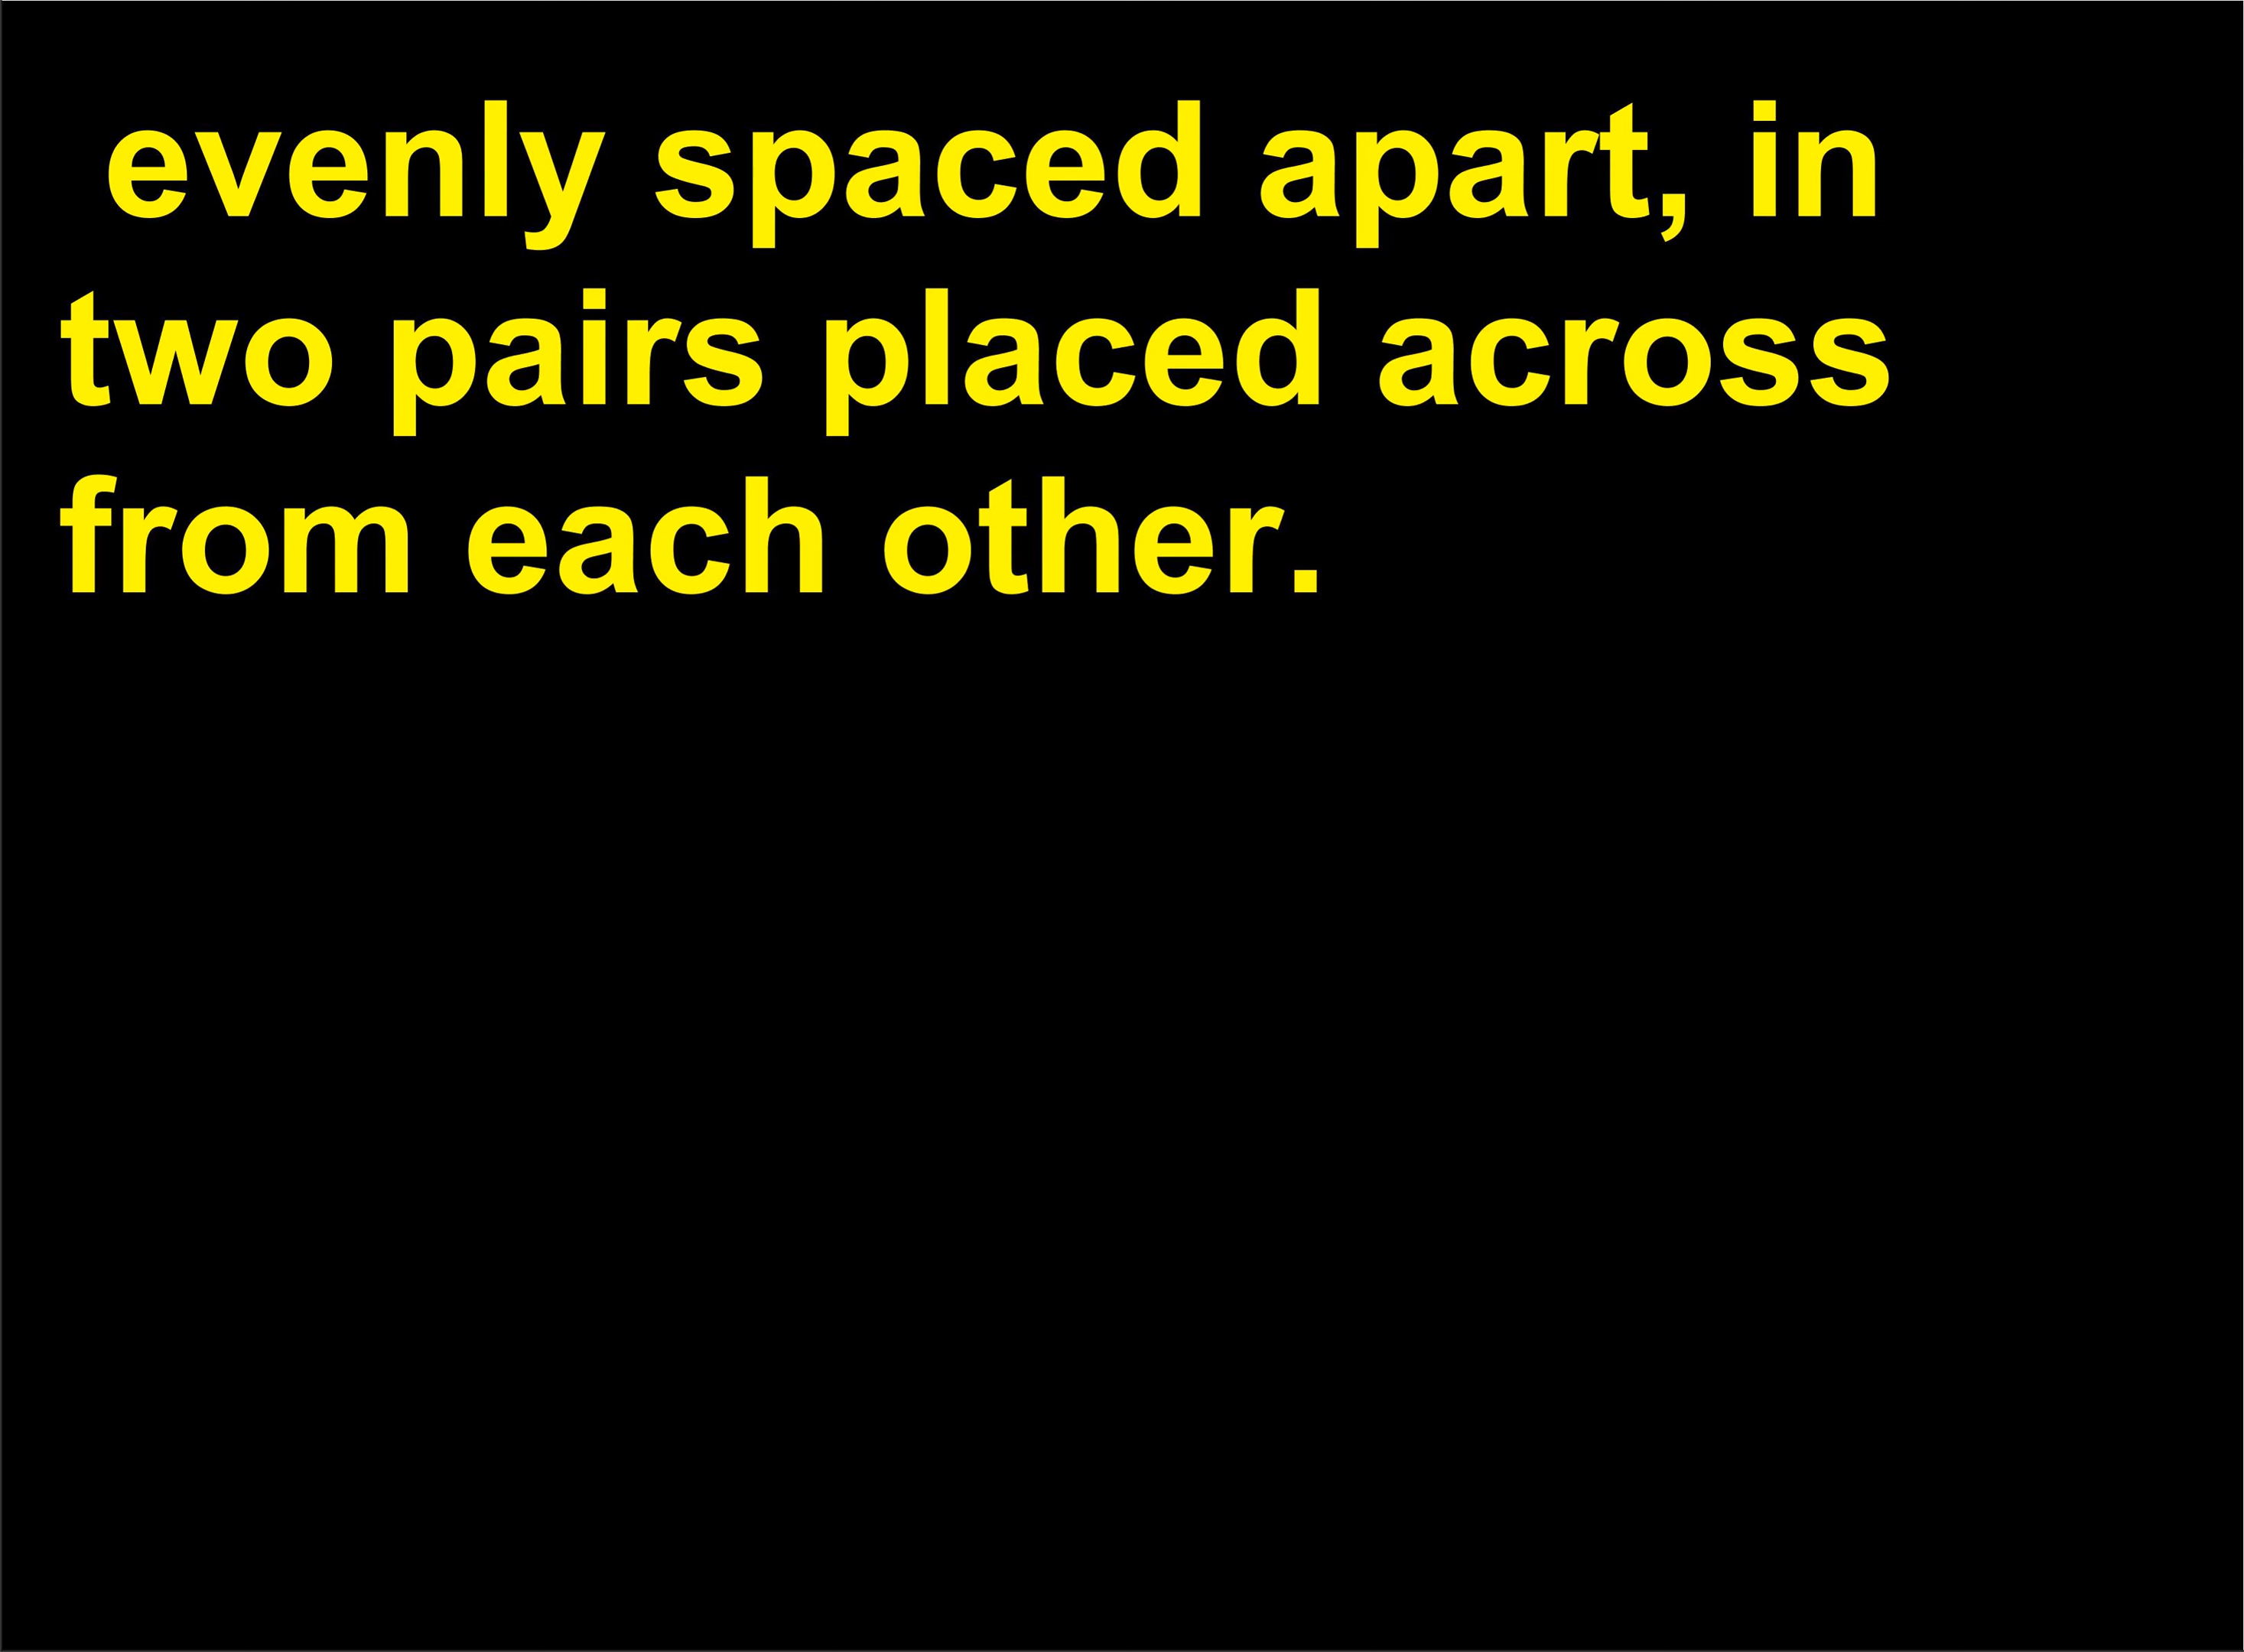 evenly spaced apart, in
two pairs placed across
from each other.